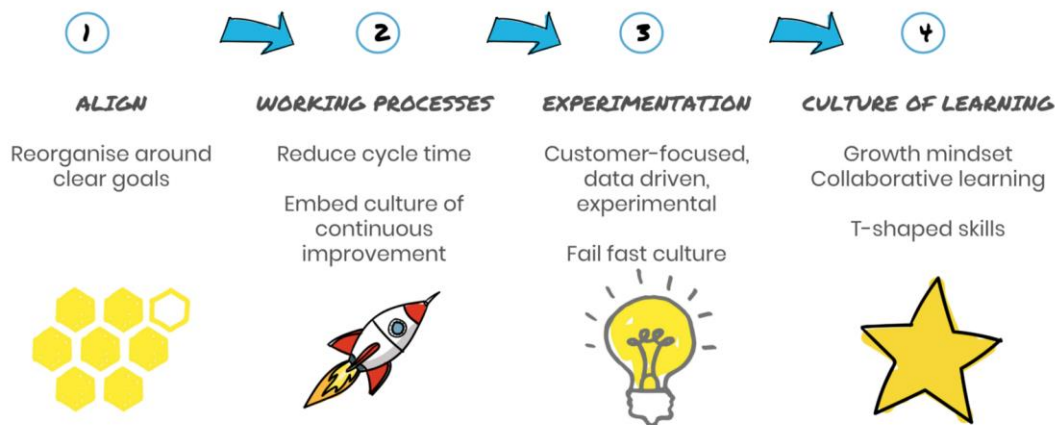 1
2
3
4
ALIGN
Reorganise around
clear goals
WORKING PROCESSES
Reduce cycle time
Embed culture of
continuous
improvement
EXPERIMENTATION
Customer-focused,
data driven,
experimental
Fail fast culture
CULTURE OF LEARNING
Growth mindset
Collaborative learning
T-shaped skills